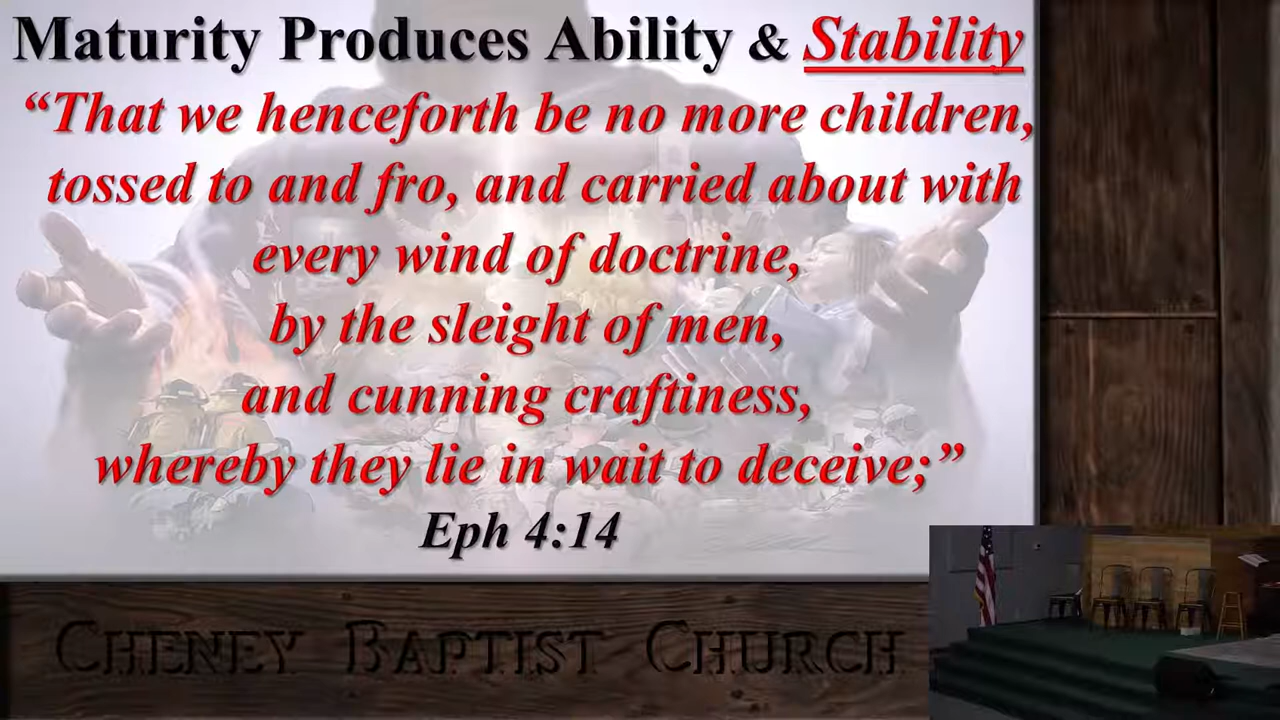 Maturity Produces Ability & Stability
“That we henceforth be no more children,
tossed to and fro, and carried about with
every wind of doctrine,
by the sleight of men,
and cunning craftiness,
whereby they lie in wait to deceive;”
Eph 4:14
Cheney Baptist Church